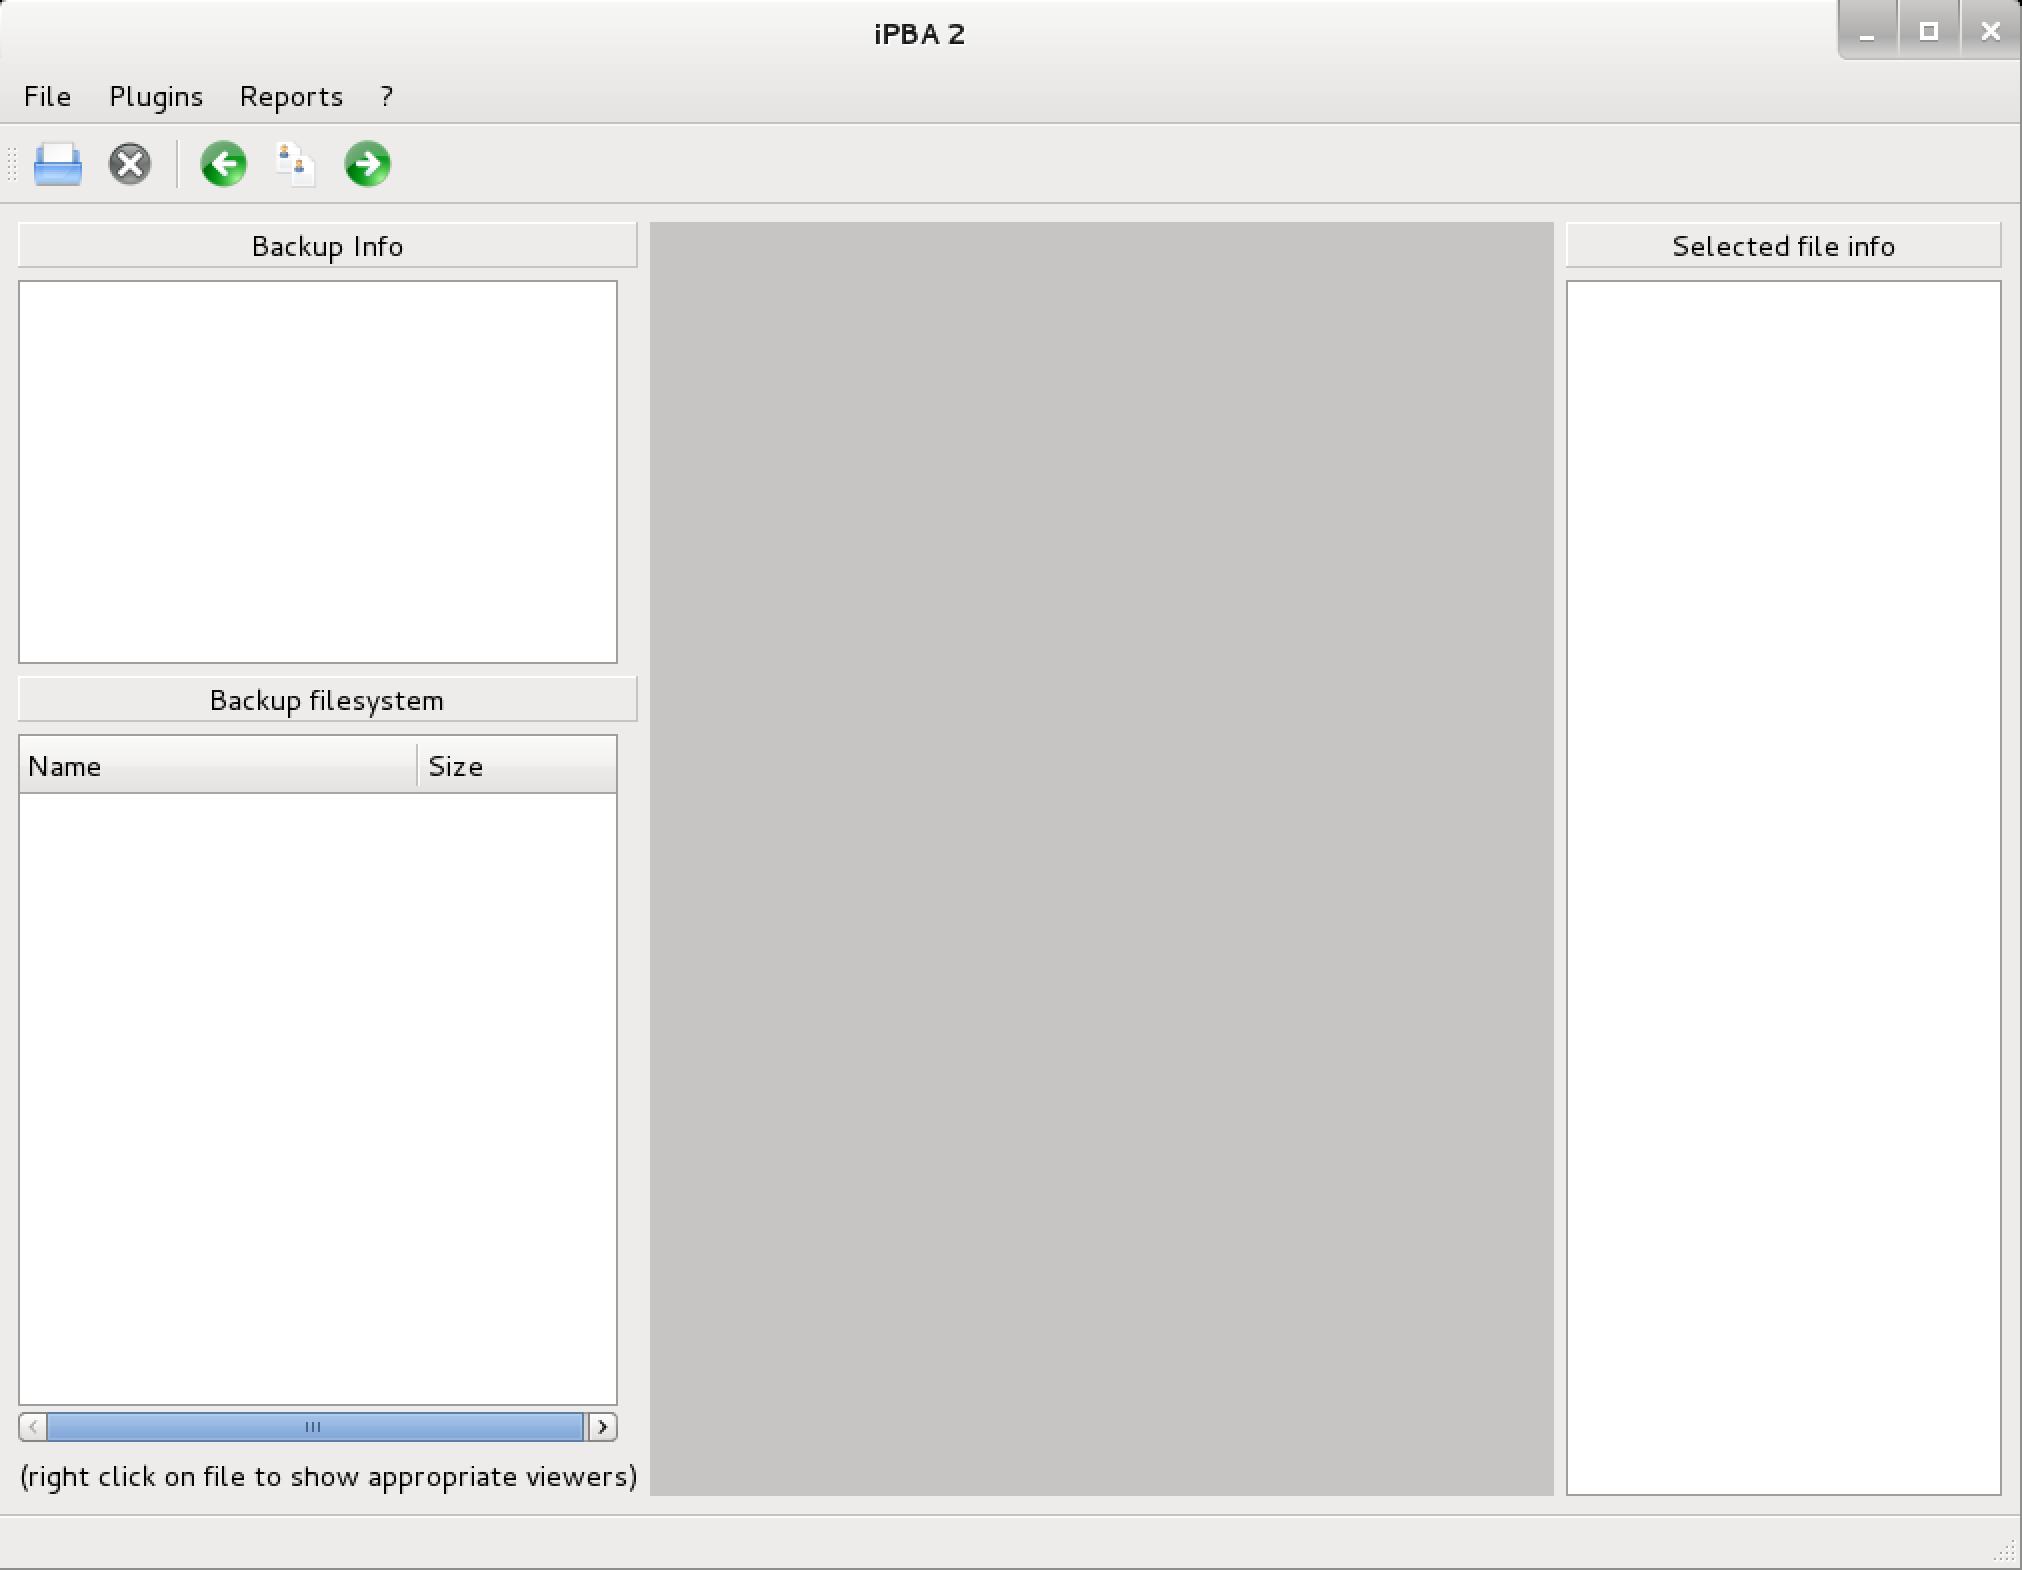 iPBA 2
File Plugins Reports ?
Backup Info
Selected file info
Backup filesystem
Name Size
(right click on file to show appropriate viewers)